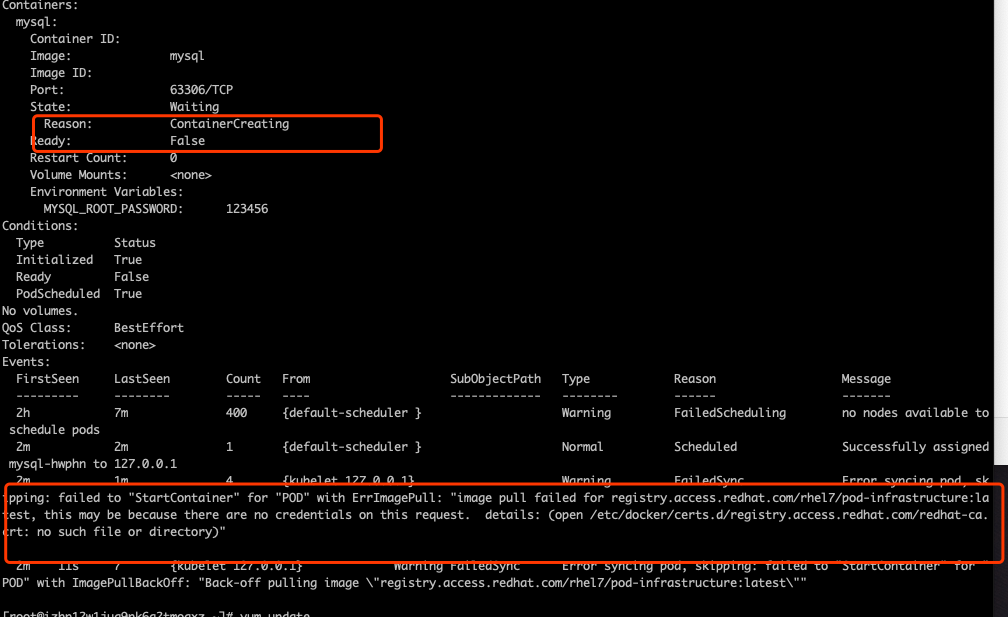 Containers:
mysql:
Container ID:
Image: mysql
Image ID:
Port: 63306/TCP
State: Waiting
Reason: ContainerCreating
Ready: False
Restart Count: 0
Volume Mounts: <none>
Environment Variables:
MYSQL_ROOT_PASSWORD: 123456
Conditions:
Type Status
Initialized True
Ready False
PodScheduled True
No volumes.
QoS Class: BestEffort
Tolerations: <none>
Events:
FirstSeen LastSeen Count From SubObjectPath Type Reason Message
--------- -------- ----- ---- ------------- -------- ------ -------
2h 7m 400 {default-scheduler } Warning FailedScheduling no nodes available to
schedule pods
2m 2m 1 {default-scheduler } Normal Scheduled Successfully assigned
mysql-hwphn to 127.0.0.1
2m 1m 4 {kubelet 127.0.0.1} Warning FailedSync Error syncing pod, sk
ipping: failed to "StartContainer" for "POD" with ErrImagePull: "image pull failed for registry.access.redhat.com/rhel7/pod-infrastructure:la
test, this may be because there are no credentials on this request.  details: (open /etc/docker/certs.d/registry.access.redhat.com/redhat-ca.
crt: no such file or directory)"
2m 11s 7 {kubelet 127.0.0.1} Warning FailedSync Error syncing pod, skipping: failed to "StartContainer" for "
POD" with ImagePullBackOff: "Back-off pulling image \"registry.access.redhat.com/rhel7/pod-infrastructure:latest\""
~]# yum update